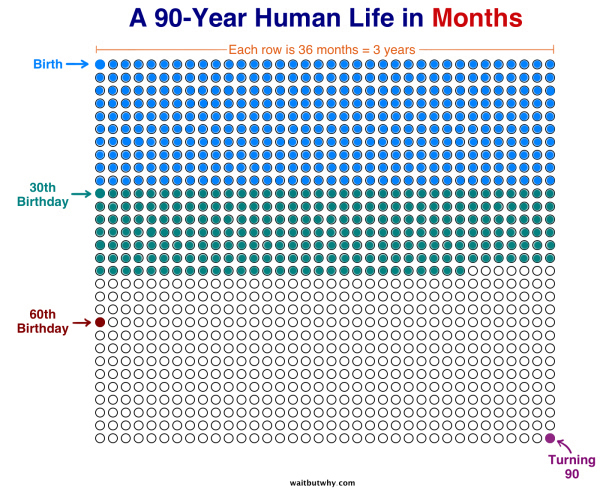 A 90-Year Human Life in Months
Each row is 36 months = 3 years
Birth
30th
Birthday
60th
Birthday
Turning
90
waitbutwhy.com